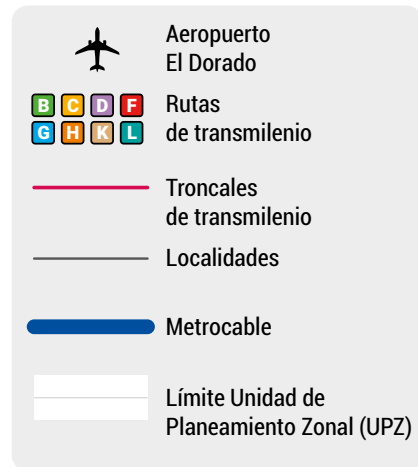 Aeropuerto
El Dorado
B C D F
G H K L
Rutas
de transmilenio
Troncales
de transmilenio
Localidades
Metrocable
Límite Unidad de
Planeamiento Zonal (UPZ)